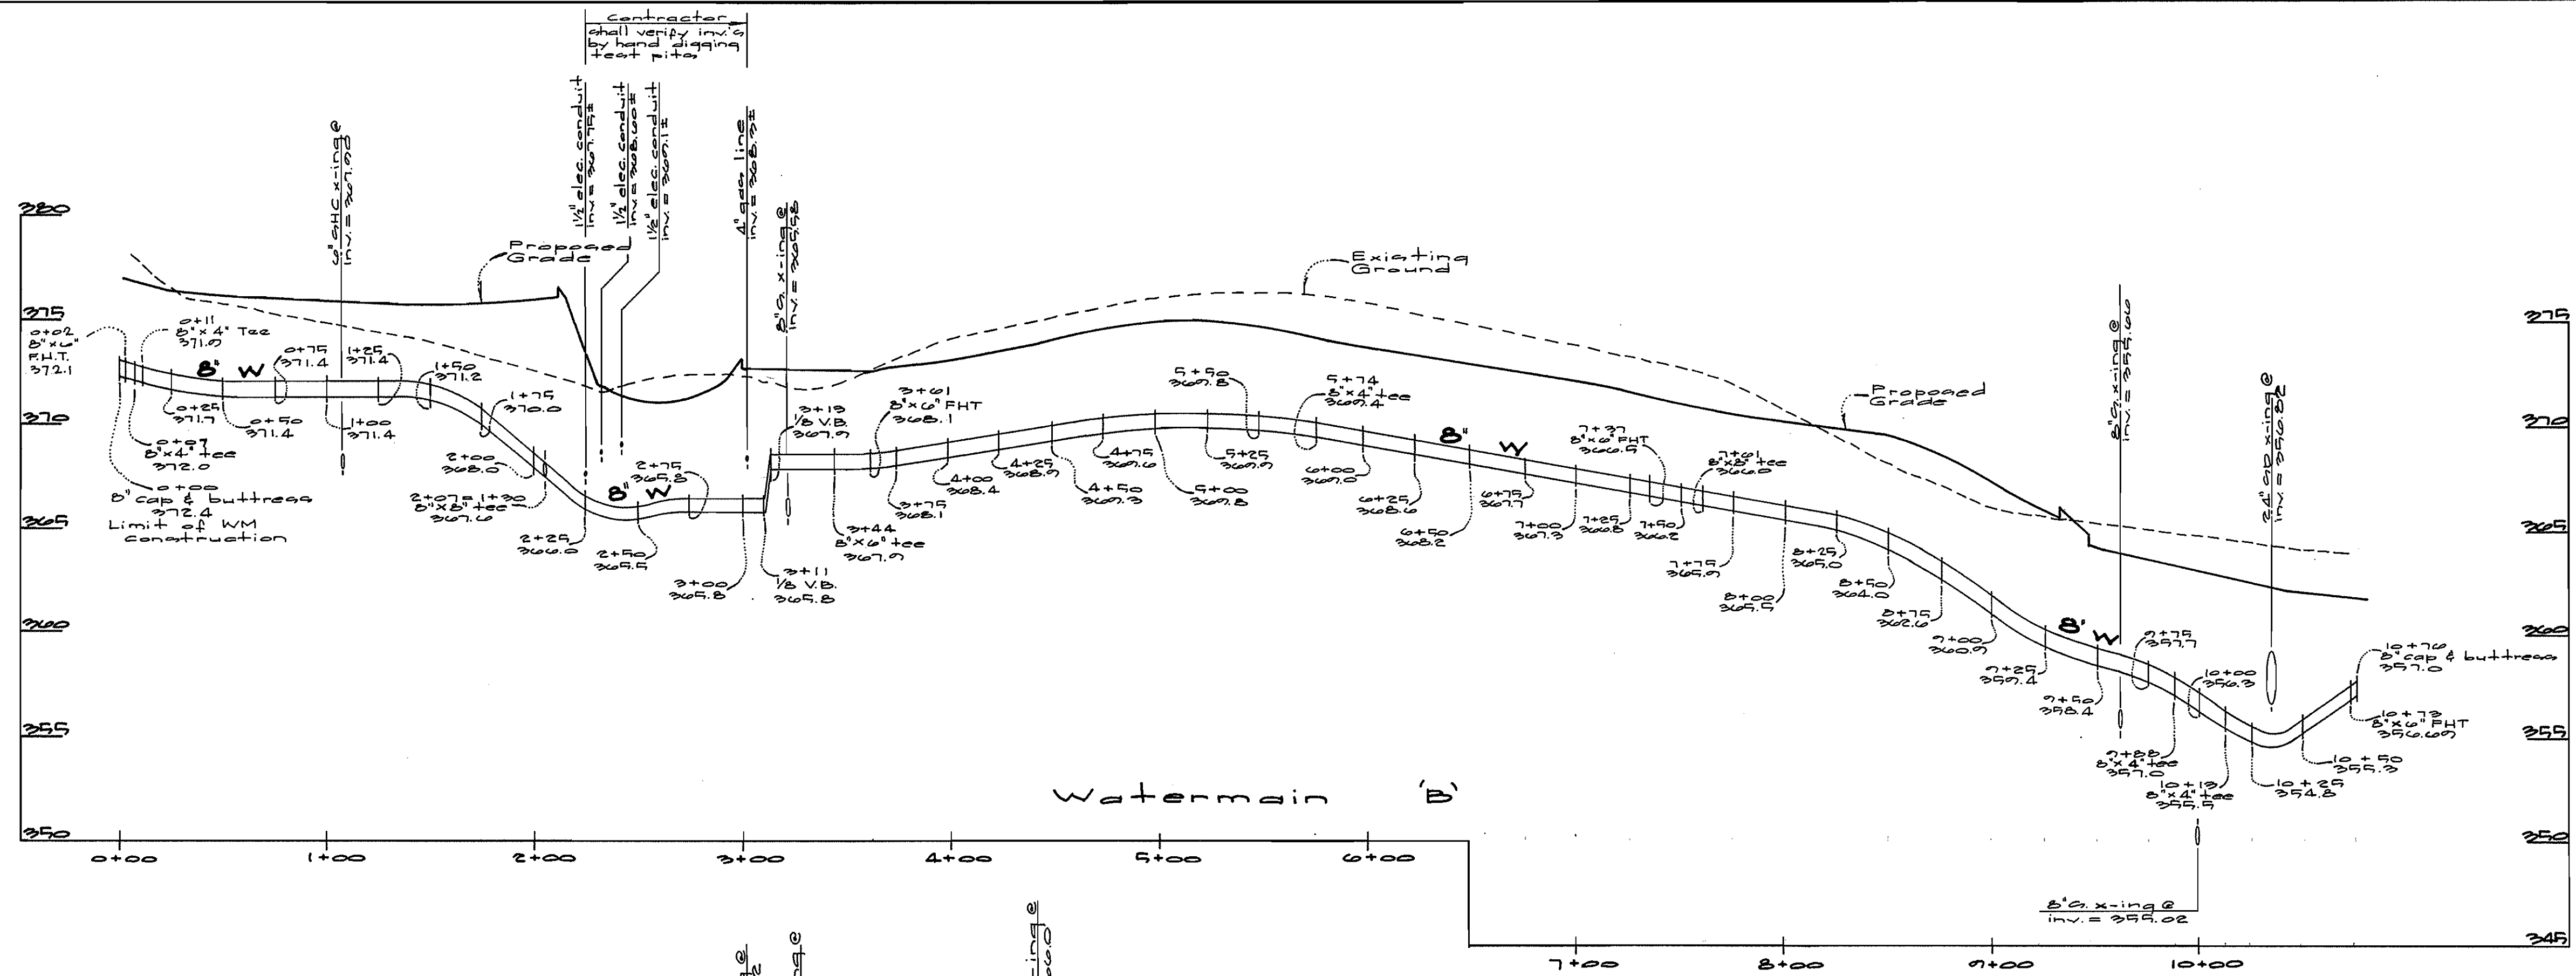 Contractor
shall verify inv.'s
by hand digging
test pits
6" SHC x-ing @
inv. = 367.90
1½" elec. conduit
inv. = 367.75±
1½" elec. conduit
inv. = 368.60±
1½" elec. conduit
inv. = 369.1±
4" gas line
inv. = 368.3±
8" S. x-ing @
inv. = 365.58
Proposed
Grade
Existing
Ground
8" S. x-ing @
inv. = 355.66
24" SD x-ing @
inv. = 356.82
Proposed
Grade
380
375
370
365
360
355
350
375
370
365
360
355
350
345
0+02
8"x6"
F.H.T.
372.1
0+11
8"x4" Tee
371.9
8" W
0+75
371.4
1+25
371.4
1+50
371.2
1+75
370.0
0+25
371.7
0+50
371.4
1+00
371.4
0+07
8"x4" tee
372.0
0+00
8" cap & buttress
372.4
Limit of WM
construction
2+00
368.0
2+07 = 1+30
8"x8" tee
367.6
2+25
366.0
8" W
2+50
365.5
2+75
365.8
3+00
365.8
3+11
1/8 V.B.
365.8
3+13
1/8 V.B.
367.9
3+61
8"x6" FHT
368.1
3+44
8"x6" tee
367.9
3+75
368.1
4+00
368.4
4+25
368.9
4+50
369.3
4+75
369.6
5+00
369.8
5+25
369.9
5+50
369.8
5+74
8"x4" tee
369.4
6+00
369.0
6+25
368.6
6+50
368.2
8" W
6+75
367.7
7+00
367.3
7+25
366.8
7+37
8"x6" FHT
366.5
7+50
366.2
7+61
8"x8" tee
366.0
7+75
365.9
8+00
365.5
8+25
365.0
8+50
364.0
8+75
362.6
9+00
360.9
9+25
359.4
9+50
358.4
8' W
9+75
357.7
9+88
8"x4" tee
357.0
10+00
356.3
10+13
8"x4" tee
355.5
10+25
354.8
10+50
355.3
10+73
8"x6" FHT
356.69
10+76
8" cap & buttress
357.0
Watermain 'B'
0+00 1+00 2+00 3+00 4+00 5+00 6+00
8" S. x-ing @
inv. = 355.02
7+00 8+00 9+00 10+00